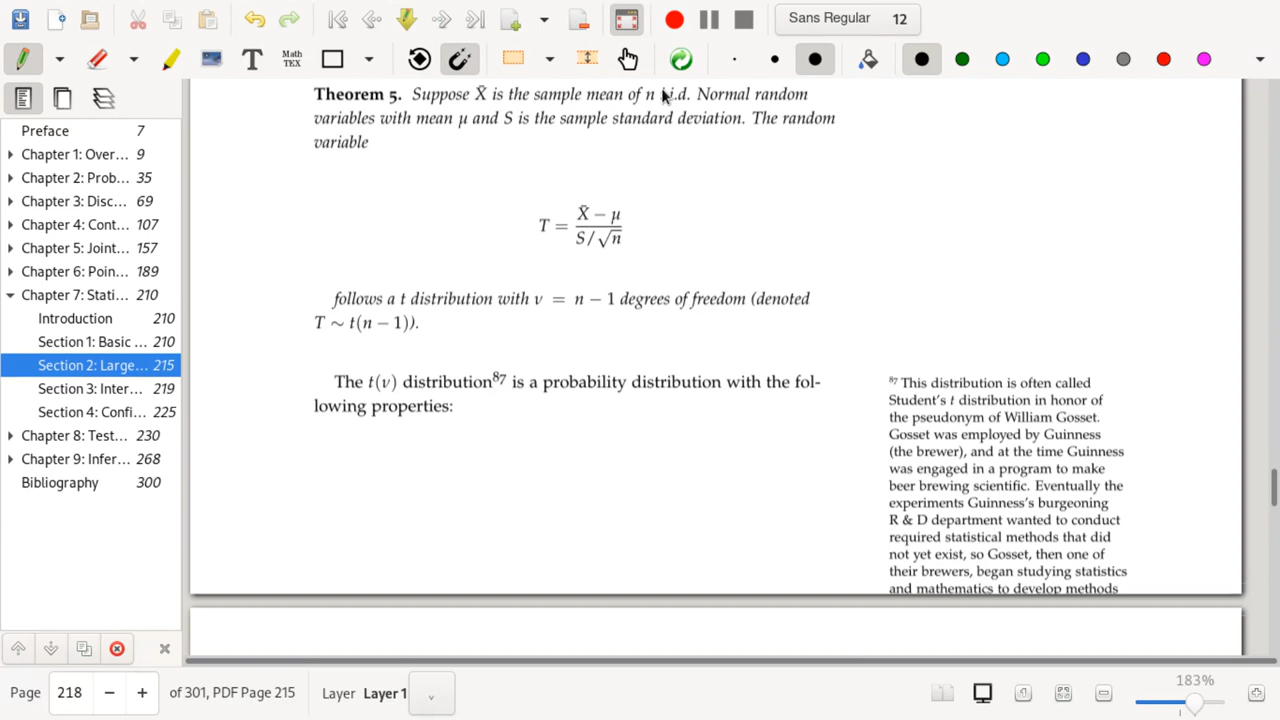 Sans Regular 12
T Math TEX
Preface 7
Chapter 1: Over... 9
Chapter 2: Prob... 35
Chapter 3: Disc... 69
Chapter 4: Cont... 107
Chapter 5: Joint... 157
Chapter 6: Poin... 189
Chapter 7: Stati... 210
Introduction 210
Section 1: Basic ... 210
Section 2: Large... 215
Section 3: Inter... 219
Section 4: Confi... 225
Chapter 8: Test... 230
Chapter 9: Infer... 268
Bibliography 300
Theorem 5. Suppose X̄ is the sample mean of n i.i.d. Normal random
variables with mean μ and S is the sample standard deviation. The random
variable
T = (X̄ − μ) / (S/√n)
follows a t distribution with ν = n − 1 degrees of freedom (denoted
T ∼ t(n − 1)).
The t(ν) distribution⁸⁷ is a probability distribution with the fol-
lowing properties:
⁸⁷ This distribution is often called
Student's t distribution in honor of
the pseudonym of William Gosset.
Gosset was employed by Guinness
(the brewer), and at the time Guinness
was engaged in a program to make
beer brewing scientific. Eventually the
experiments Guinness's burgeoning
R & D department wanted to conduct
required statistical methods that did
not yet exist, so Gosset, then one of
their brewers, began studying statistics
and mathematics to develop methods
Page 218 − + of 301, PDF Page 215 Layer Layer 1 183%